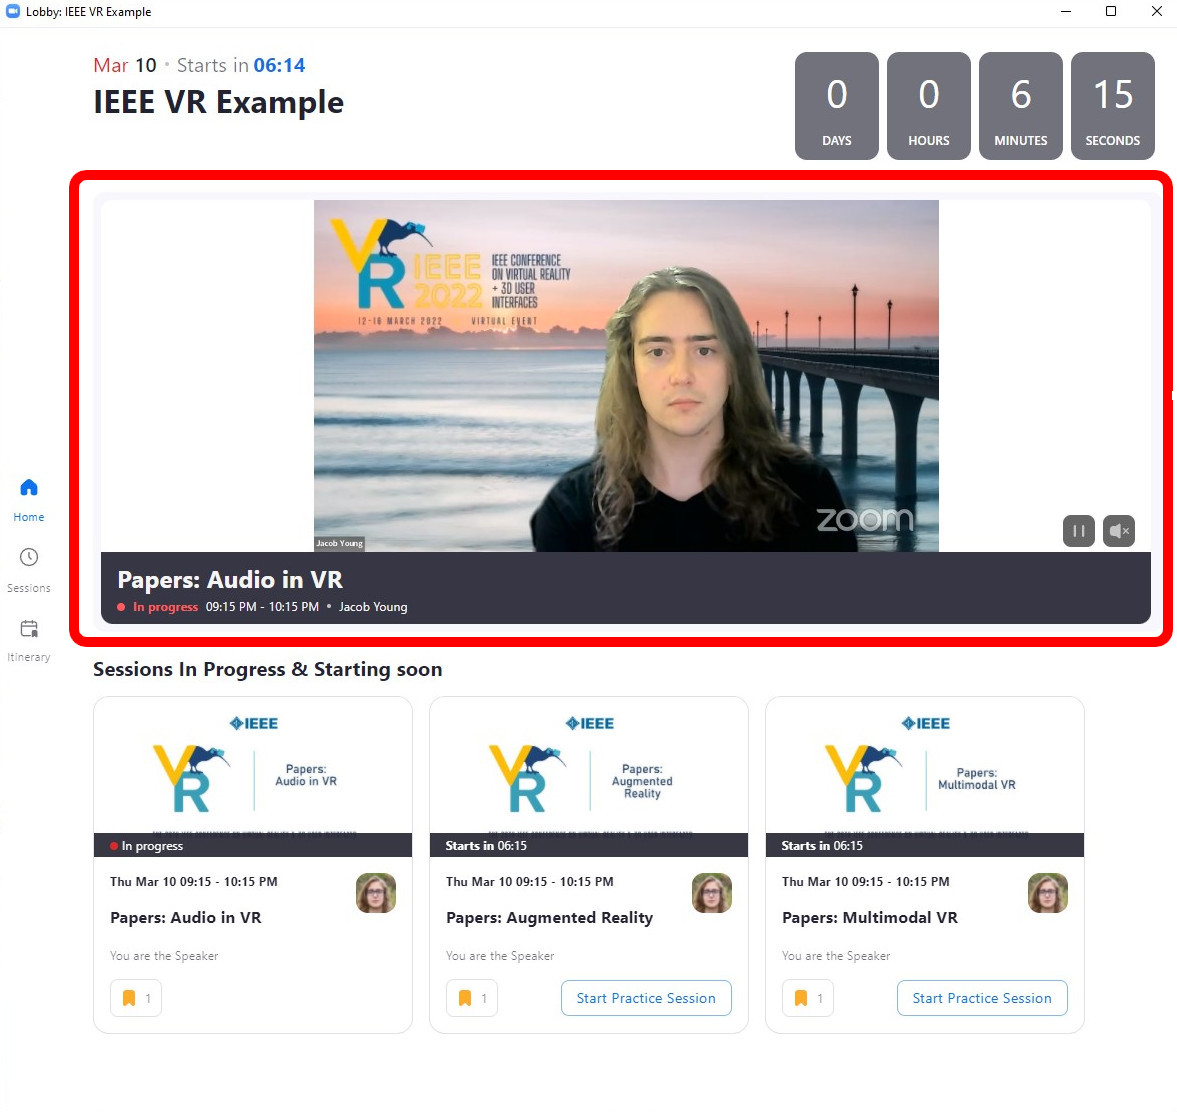 Lobby: IEEE VR Example
Mar 10 • Starts in 06:14
IEEE VR Example
0 0 6 15
DAYS HOURS MINUTES SECONDS
VR IEEE 2022
IEEE CONFERENCE
ON VIRTUAL REALITY
+ 3D USER
INTERFACES
12-16 MARCH 2022 VIRTUAL EVENT
zoom
Jacob Young
Papers: Audio in VR
In progress 09:15 PM - 10:15 PM • Jacob Young
Home
Sessions
Itinerary
Sessions In Progress & Starting soon
IEEE
VR
Papers:
Audio in VR
In progress
Thu Mar 10 09:15 - 10:15 PM
Papers: Audio in VR
You are the Speaker
1
IEEE
VR
Papers:
Augmented
Reality
Starts in 06:15
Thu Mar 10 09:15 - 10:15 PM
Papers: Augmented Reality
You are the Speaker
1
Start Practice Session
IEEE
VR
Papers:
Multimodal VR
Starts in 06:15
Thu Mar 10 09:15 - 10:15 PM
Papers: Multimodal VR
You are the Speaker
1
Start Practice Session